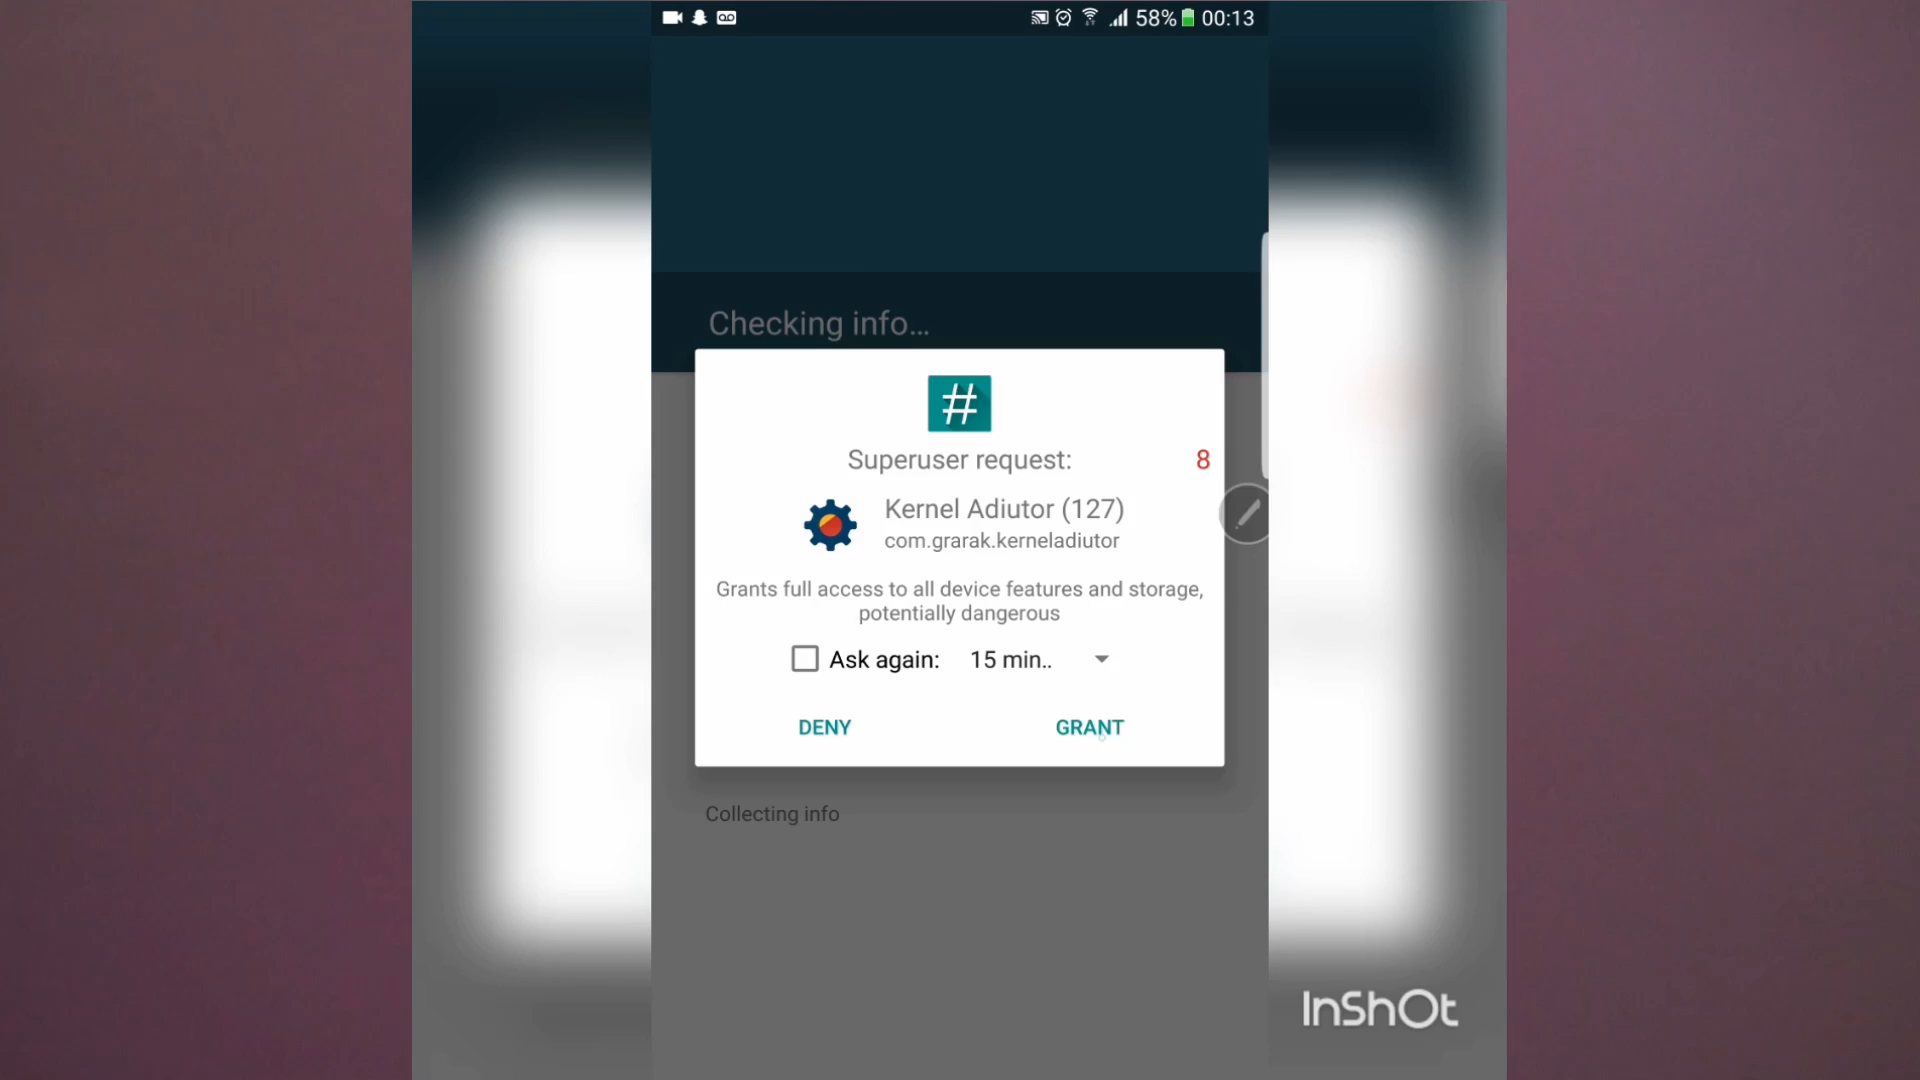 58% 00:13
Checking info...
#
Superuser request: 8
Kernel Adiutor (127)
com.grarak.kerneladiutor
Grants full access to all device features and storage,
potentially dangerous
Ask again: 15 min..
DENY GRANT
Collecting info
InShOt